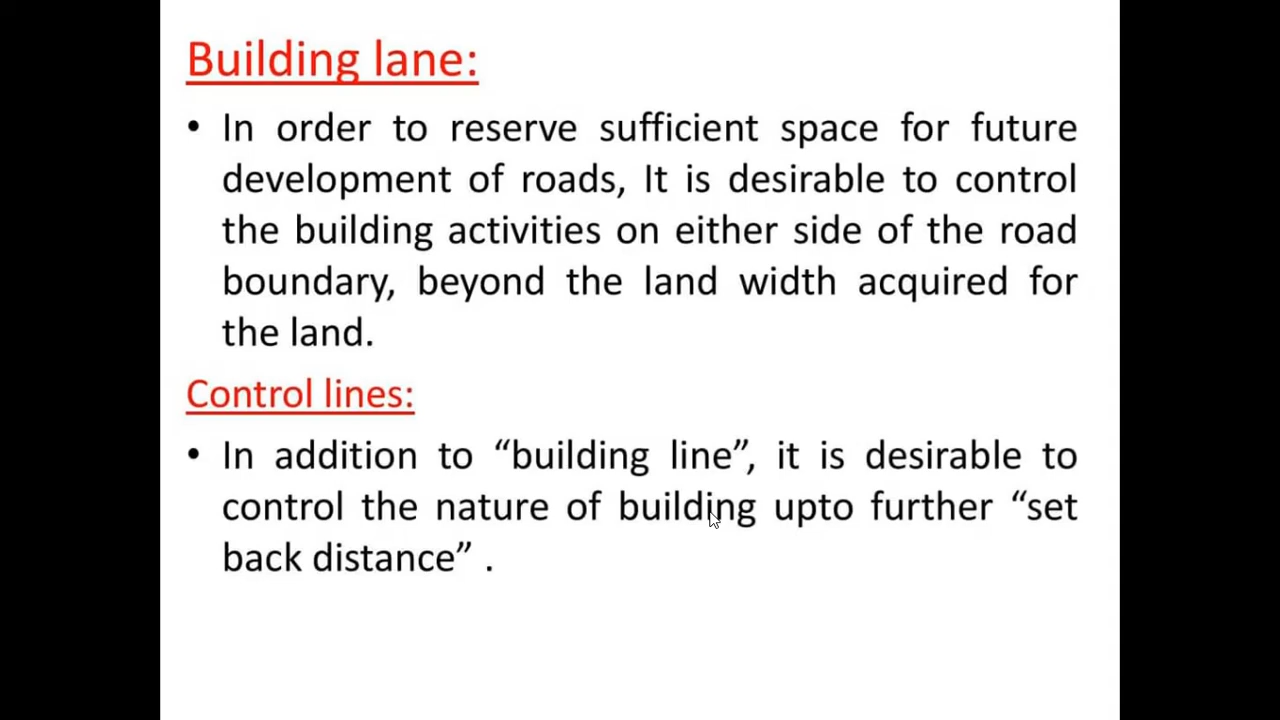 Building lane:
• In order to reserve sufficient space for future
development of roads, It is desirable to control
the building activities on either side of the road
boundary, beyond the land width acquired for
the land.
Control lines:
• In addition to “building line”, it is desirable to
control the nature of building upto further “set
back distance” .